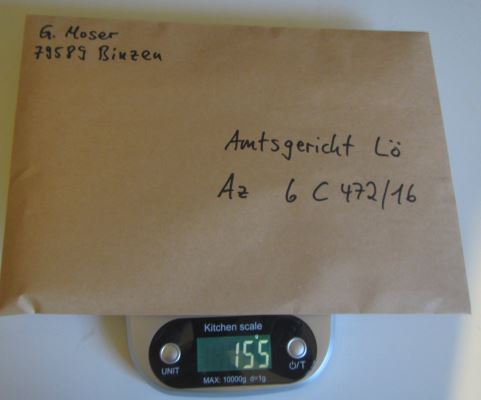 G. Moser
79589 Binzen
Amtsgericht Lö
Az 6 C 472/16
Kitchen scale
155
UNIT
⏻/T
MAX: 10000g d=1g